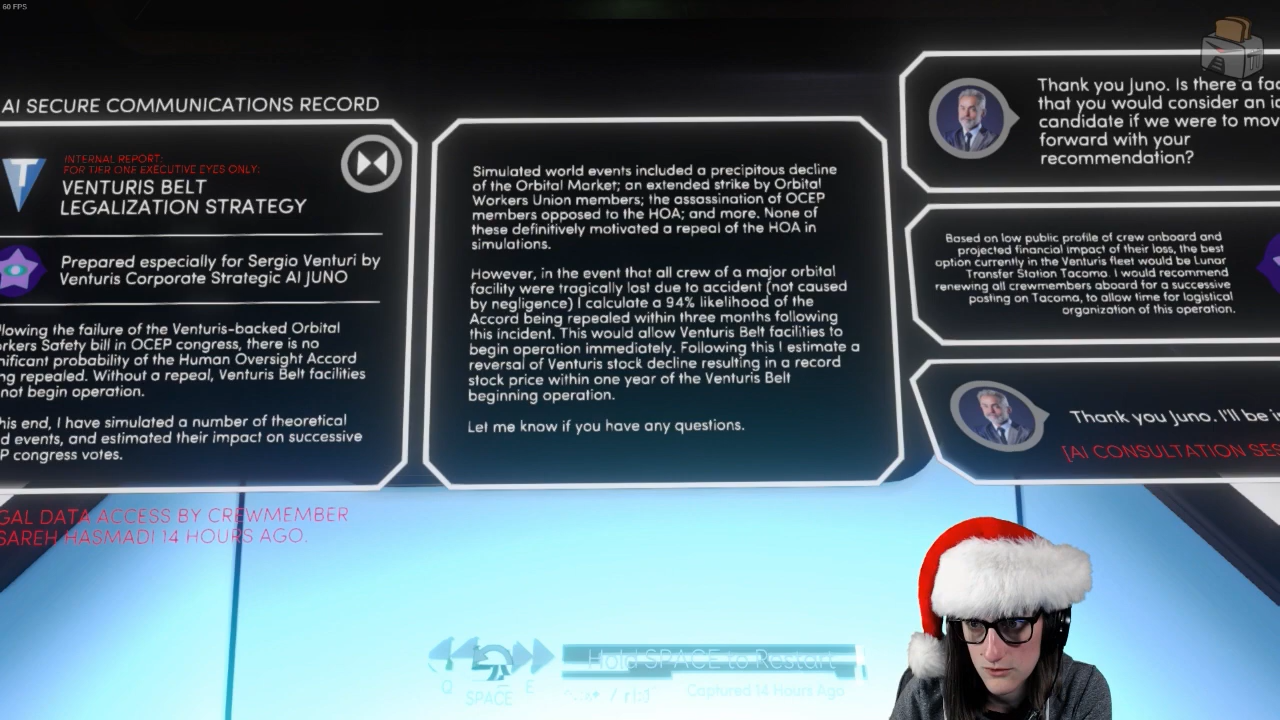 60 FPS
AI SECURE COMMUNICATIONS RECORD
T
INTERNAL REPORT:
FOR TIER ONE EXECUTIVE EYES ONLY:
VENTURIS BELT
LEGALIZATION STRATEGY
Prepared especially for Sergio Venturi by
Venturis Corporate Strategic AI JUNO
llowing the failure of the Venturis-backed Orbital
rkers Safety bill in OCEP congress, there is no
nificant probability of the Human Oversight Accord
ng repealed. Without a repeal, Venturis Belt facilities
not begin operation.
his end, I have simulated a number of theoretical
d events, and estimated their impact on successive
P congress votes.
GAL DATA ACCESS BY CREWMEMBER
SAREH HASMADI 14 HOURS AGO.
Simulated world events included a precipitous decline
of the Orbital Market; an extended strike by Orbital
Workers Union members; the assassination of OCEP
members opposed to the HOA; and more. None of
these definitively motivated a repeal of the HOA in
simulations.
However, in the event that all crew of a major orbital
facility were tragically lost due to accident (not caused
by negligence) I calculate a 94% likelihood of the
Accord being repealed within three months following
this incident. This would allow Venturis Belt facilities to
begin operation immediately. Following this I estimate a
reversal of Venturis stock decline resulting in a record
stock price within one year of the Venturis Belt
beginning operation.
Let me know if you have any questions.
Thank you Juno. Is there a fac
that you would consider an id
candidate if we were to mov
forward with your
recommendation?
Based on low public profile of crew onboard and
projected financial impact of their loss, the best
option currently in the Venturis fleet would be Lunar
Transfer Station Tacoma. I would recommend
renewing all crewmembers aboard for a successive
posting on Tacoma, to allow time for logistical
organization of this operation.
Thank you Juno. I'll be i
[AI CONSULTATION SES
Hold SPACE to Restart
Q
SPACE
E
Captured 14 Hours Ago